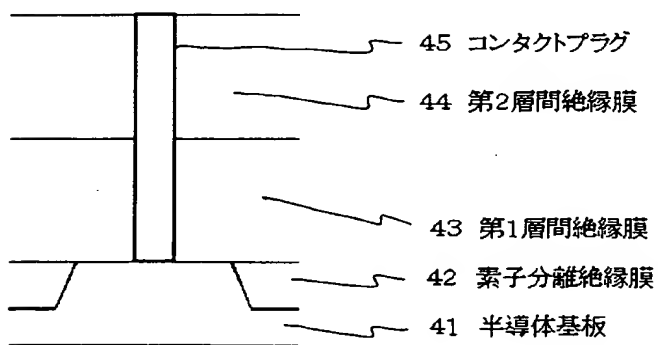 45 コンタクトプラグ
44 第2層間絶縁膜
43 第1層間絶縁膜
42 素子分離絶縁膜
41 半導体基板